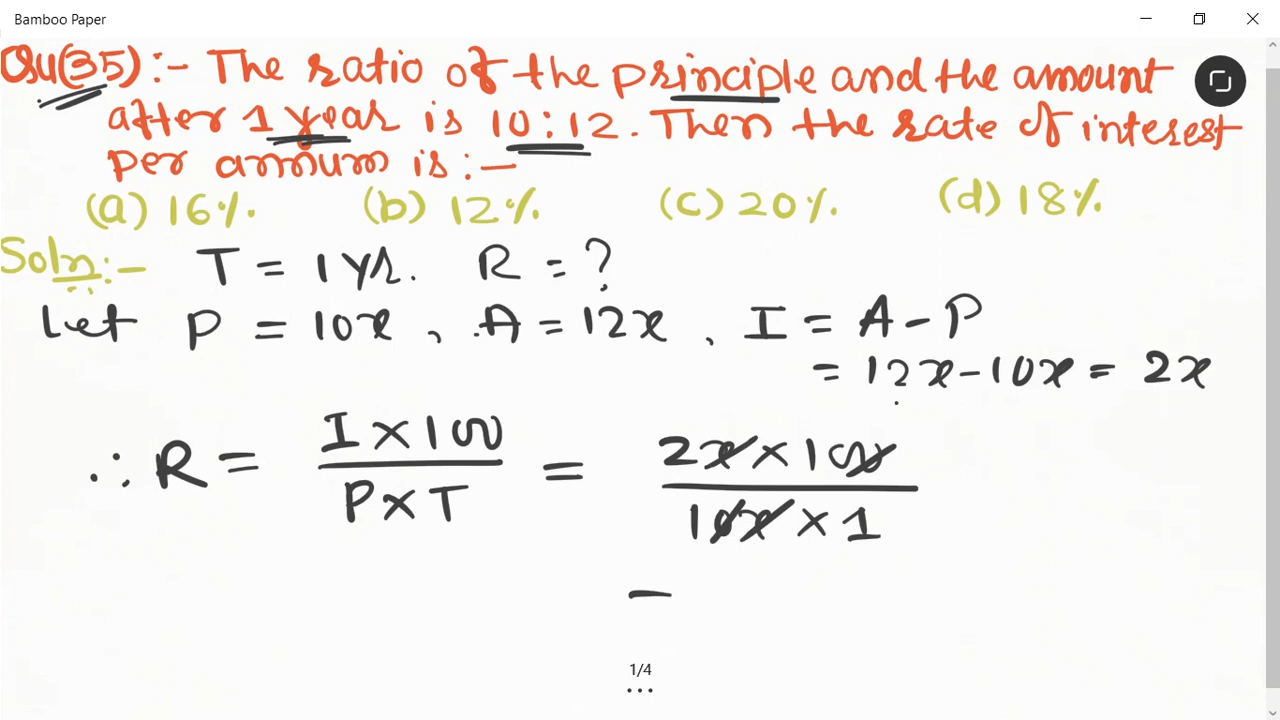 Bamboo Paper
Qu(35):- The ratio of the principle and the amount
after 1 year is 10:12. Then the rate of interest
per annum is:-
(a) 16% (b) 12% (c) 20% (d) 18%
Soln:- T = 1 yr. R = ?
Let P = 10x, A = 12x, I = A - P
= 12x - 10x = 2x
∴ R = I × 100 / P × T = 2x × 100 / 10x × 1
1/4